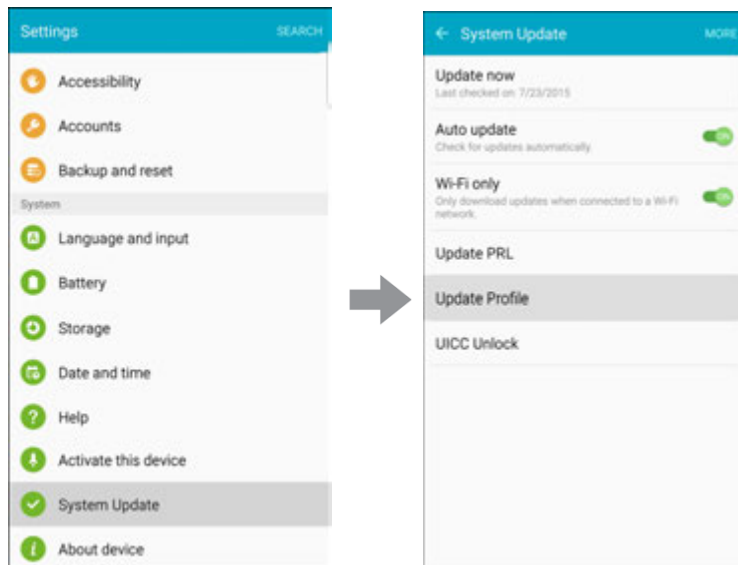 Settings
SEARCH
Accessibility
Accounts
Backup and reset
System
Language and input
Battery
Storage
Date and time
Help
Activate this device
System Update
About device
System Update
MORE
Update now
Last checked on: 7/23/2015
Auto update
Check for updates automatically.
ON
Wi-Fi only
Only download updates when connected to a Wi-Fi
network.
ON
Update PRL
Update Profile
UICC Unlock